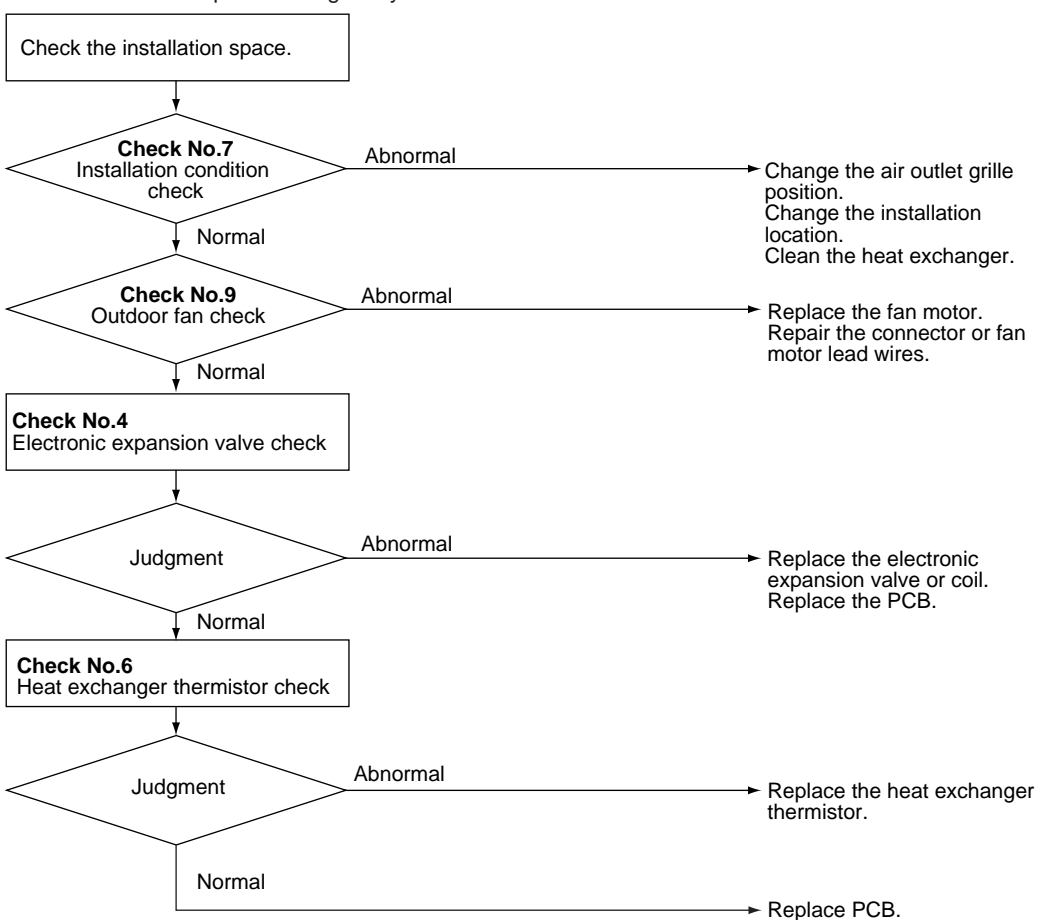 Check the installation space.
Check No.7
Installation condition
check
Abnormal
Change the air outlet grille
position.
Change the installation
location.
Clean the heat exchanger.
Normal
Check No.9
Outdoor fan check
Abnormal
Replace the fan motor.
Repair the connector or fan
motor lead wires.
Normal
Check No.4
Electronic expansion valve check
Judgment
Abnormal
Replace the electronic
expansion valve or coil.
Replace the PCB.
Normal
Check No.6
Heat exchanger thermistor check
Judgment
Abnormal
Replace the heat exchanger
thermistor.
Normal
Replace PCB.